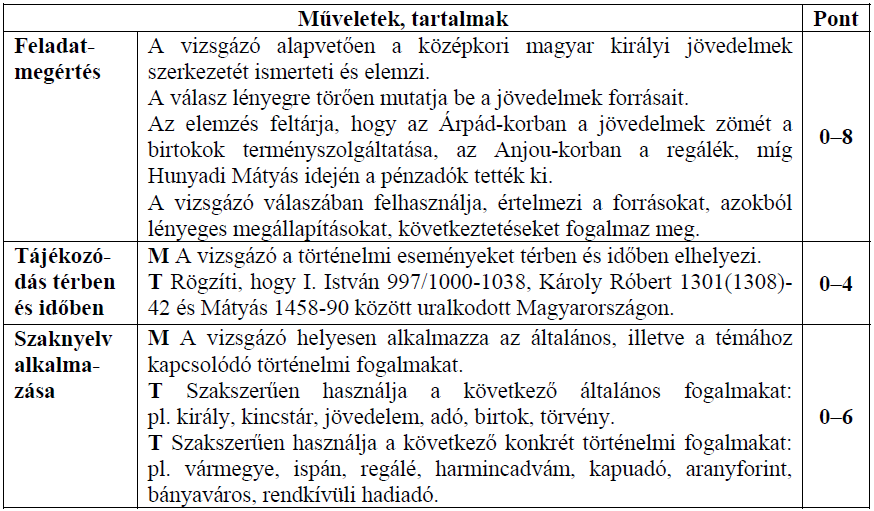 Műveletek, tartalmak Pont
Feladat-
megértés
A vizsgázó alapvetően a középkori magyar királyi jövedelmek
szerkezetét ismerteti és elemzi.
A válasz lényegre törően mutatja be a jövedelmek forrásait.
Az elemzés feltárja, hogy az Árpád-korban a jövedelmek zömét a
birtokok terményszolgáltatása, az Anjou-korban a regálék, míg
Hunyadi Mátyás idején a pénzadók tették ki.
A vizsgázó válaszában felhasználja, értelmezi a forrásokat, azokból
lényeges megállapításokat, következtetéseket fogalmaz meg.
0–8
Tájékozó-
dás térben
és időben
M A vizsgázó a történelmi eseményeket térben és időben elhelyezi.
T Rögzíti, hogy I. István 997/1000-1038, Károly Róbert 1301(1308)-
42 és Mátyás 1458-90 között uralkodott Magyarországon.
0–4
Szaknyelv
alkalma-
zása
M A vizsgázó helyesen alkalmazza az általános, illetve a témához
kapcsolódó történelmi fogalmakat.
T Szakszerűen használja a következő általános fogalmakat:
pl. király, kincstár, jövedelem, adó, birtok, törvény.
T Szakszerűen használja a következő konkrét történelmi fogalmakat:
pl. vármegye, ispán, regálé, harmincadvám, kapuadó, aranyforint,
bányaváros, rendkívüli hadiadó.
0–6